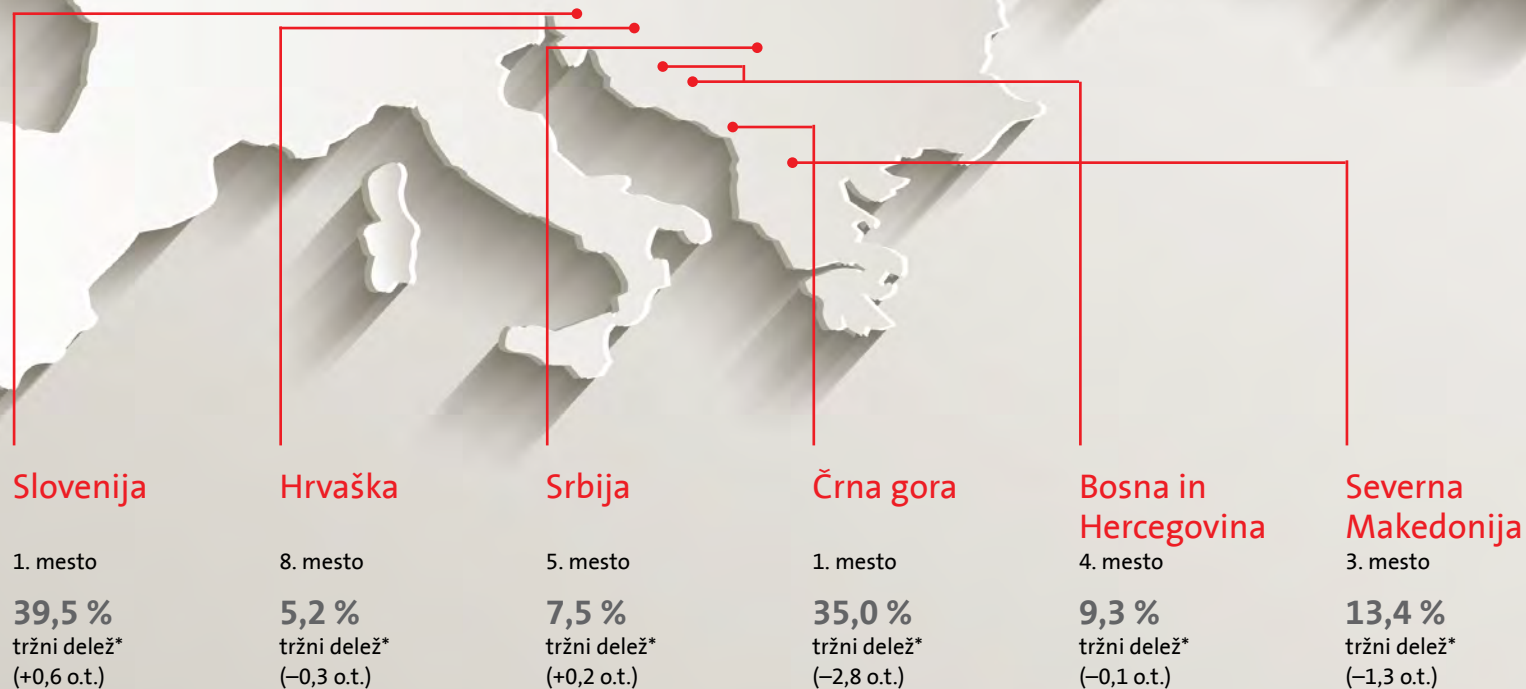 Slovenija
1. mesto
39,5 %
tržni delež*
(+0,6 o.t.)
Hrvaška
8. mesto
5,2 %
tržni delež*
(–0,3 o.t.)
Srbija
5. mesto
7,5 %
tržni delež*
(+0,2 o.t.)
Črna gora
1. mesto
35,0 %
tržni delež*
(–2,8 o.t.)
Bosna in
Hercegovina
4. mesto
9,3 %
tržni delež*
(–0,1 o.t.)
Severna
Makedonija
3. mesto
13,4 %
tržni delež*
(–1,3 o.t.)